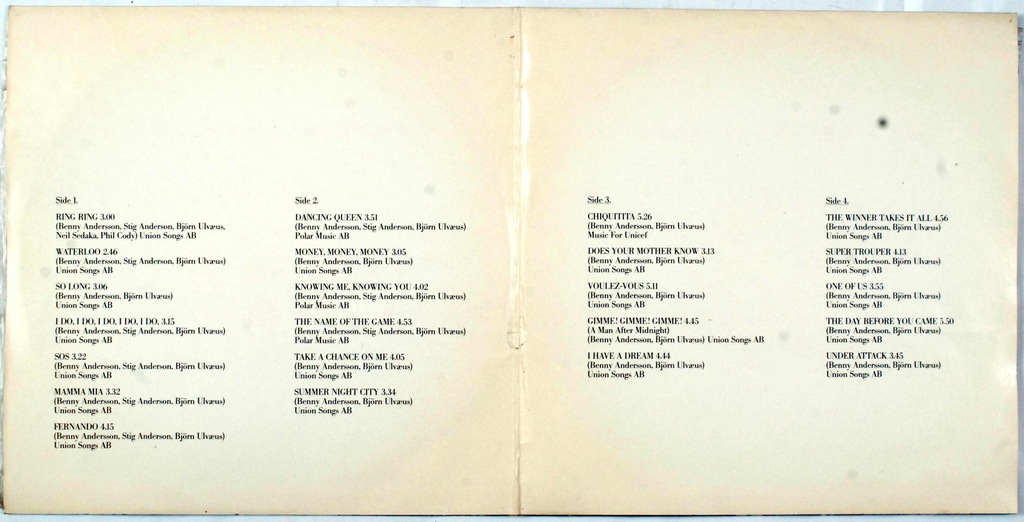 Side 1.
RING RING 3.00
(Benny Andersson, Stig Anderson, Björn Ulvæus,
Neil Sedaka, Phil Cody) Union Songs AB
WATERLOO 2.46
(Benny Andersson, Stig Anderson, Björn Ulvæus)
Union Songs AB
SO LONG 3.06
(Benny Andersson, Björn Ulvæus)
Union Songs AB
I DO, I DO, I DO, I DO, I DO, 3.15
(Benny Andersson, Stig Anderson, Björn Ulvæus)
Union Songs AB
SOS 3.22
(Benny Andersson, Stig Anderson, Björn Ulvæus)
Union Songs AB
MAMMA MIA 3.32
(Benny Andersson, Stig Anderson, Björn Ulvæus)
Union Songs AB
FERNANDO 4.15
(Benny Andersson, Stig Anderson, Björn Ulvæus)
Union Songs AB
Side 2.
DANCING QUEEN 3.51
(Benny Andersson, Stig Anderson, Björn Ulvæus)
Polar Music AB
MONEY, MONEY, MONEY 3.05
(Benny Andersson, Björn Ulvæus)
Union Songs AB
KNOWING ME, KNOWING YOU 4.02
(Benny Andersson, Stig Anderson, Björn Ulvæus)
Polar Music AB
THE NAME OF THE GAME 4.53
(Benny Andersson, Stig Anderson, Björn Ulvæus)
Polar Music AB
TAKE A CHANCE ON ME 4.05
(Benny Andersson, Björn Ulvæus)
Union Songs AB
SUMMER NIGHT CITY 3.34
(Benny Andersson, Björn Ulvæus)
Union Songs AB
Side 3.
CHIQUITITA 5.26
(Benny Andersson, Björn Ulvæus)
Music For Unicef
DOES YOUR MOTHER KNOW 3.13
(Benny Andersson, Björn Ulvæus)
Union Songs AB
VOULEZ-VOUS 5.11
(Benny Andersson, Björn Ulvæus)
Union Songs AB
GIMME! GIMME! GIMME! 4.45
(A Man After Midnight)
(Benny Andersson, Björn Ulvæus) Union Songs AB
I HAVE A DREAM 4.44
(Benny Andersson, Björn Ulvæus)
Union Songs AB
Side 4.
THE WINNER TAKES IT ALL 4.56
(Benny Andersson, Björn Ulvæus)
Union Songs AB
SUPER TROUPER 4.13
(Benny Andersson, Björn Ulvæus)
Union Songs AB
ONE OF US 3.55
(Benny Andersson, Björn Ulvæus)
Union Songs AB
THE DAY BEFORE YOU CAME 5.50
(Benny Andersson, Björn Ulvæus)
Union Songs AB
UNDER ATTACK 3.45
(Benny Andersson, Björn Ulvæus)
Union Songs AB